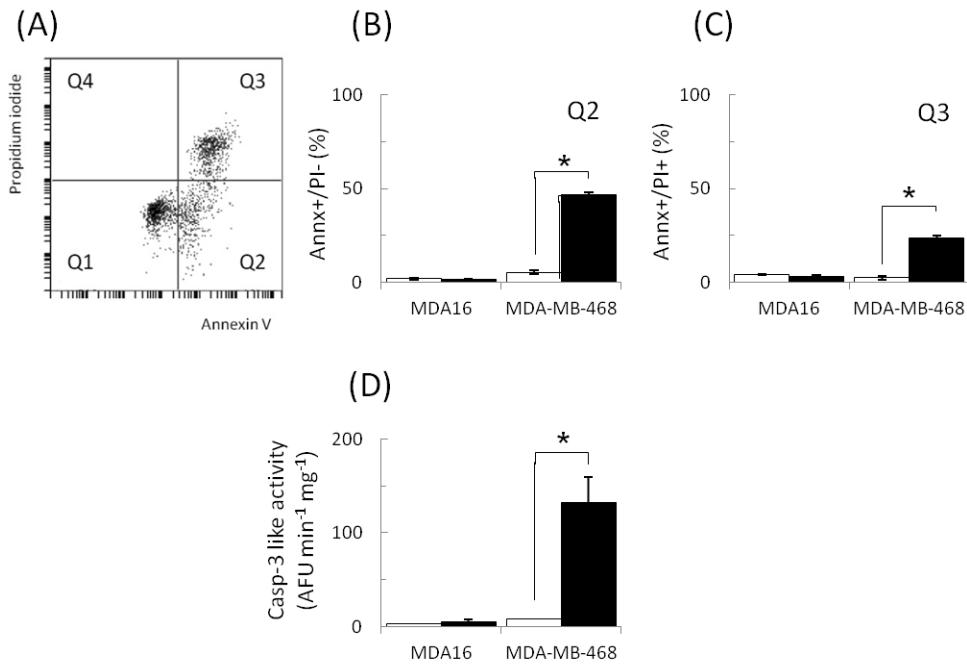 (A)
Propidium iodide
Q4
Q3
Q1
Q2
Annexin V
(B)
Annx+/PI- (%)
100
50
0
Q2
*
MDA16
MDA-MB-468
(C)
Annx+/PI+ (%)
100
50
0
Q3
*
MDA16
MDA-MB-468
(D)
Casp-3 like activity
(AFU min⁻¹ mg⁻¹)
200
100
0
*
MDA16
MDA-MB-468